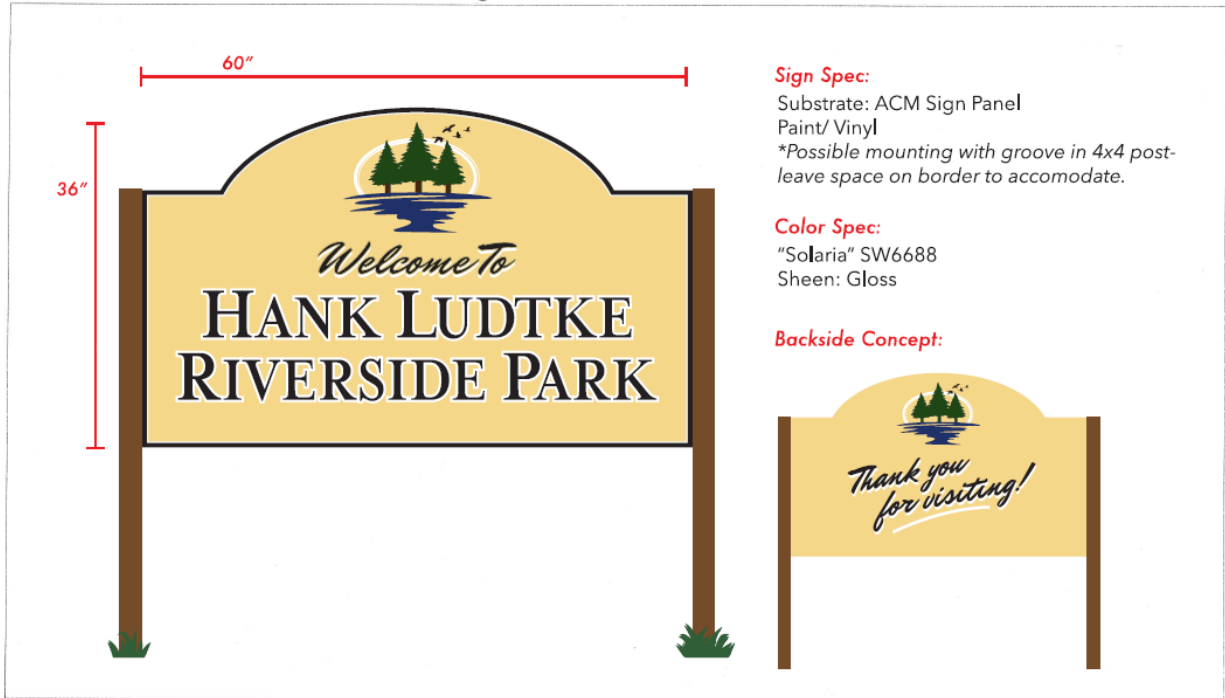 60"
36"
Welcome To
HANK LUDTKE
RIVERSIDE PARK
Sign Spec:
Substrate: ACM Sign Panel
Paint/ Vinyl
*Possible mounting with groove in 4x4 post-
leave space on border to accomodate.
Color Spec:
"Solaria" SW6688
Sheen: Gloss
Backside Concept:
Thank you
for visiting!